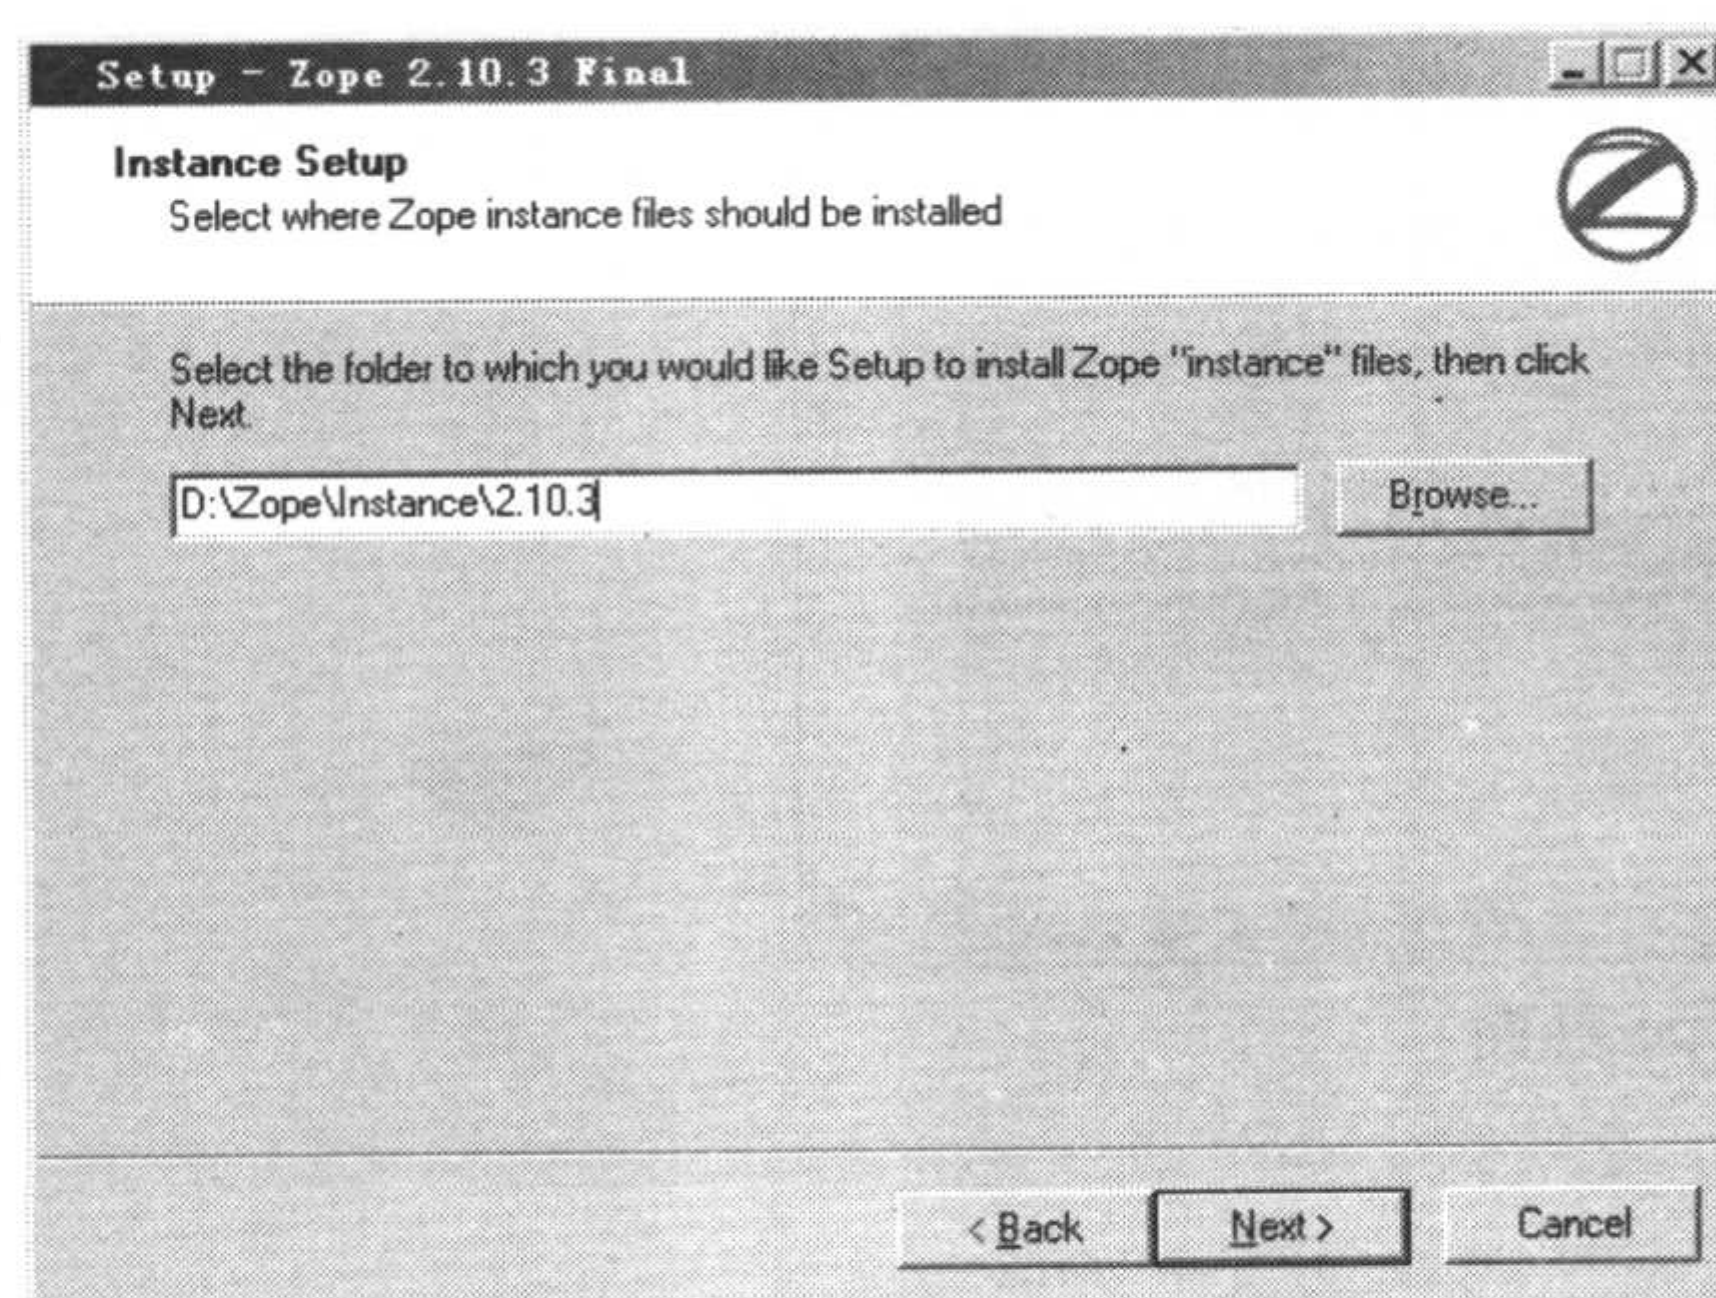 Setup - Zope 2.10.3 Final
Instance Setup
Select where Zope instance files should be installed
Select the folder to which you would like Setup to install Zope "instance" files, then click
Next.
D:\Zope\Instance\2.10.3
Browse...
< Back
Next >
Cancel